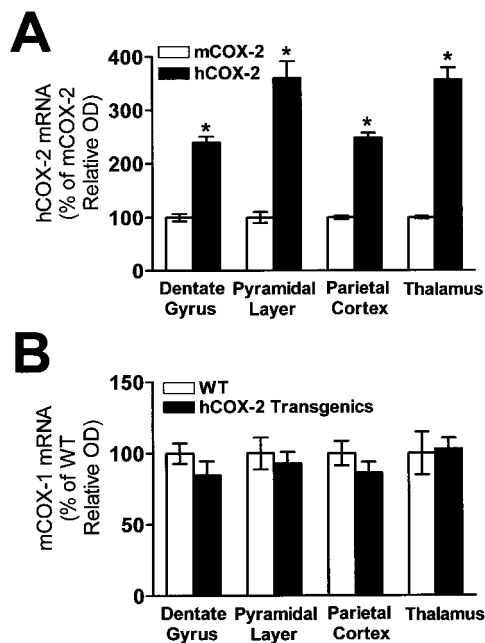 A
hCOX-2 mRNA
(% of mCOX-2
Relative OD)
400
300
200
100
0
mCOX-2
hCOX-2
*
*
*
*
Dentate
Gyrus
Pyramidal
Layer
Parietal
Cortex
Thalamus
B
mCOX-1 mRNA
(% of WT
Relative OD)
150
100
50
0
WT
hCOX-2 Transgenics
Dentate
Gyrus
Pyramidal
Layer
Parietal
Cortex
Thalamus